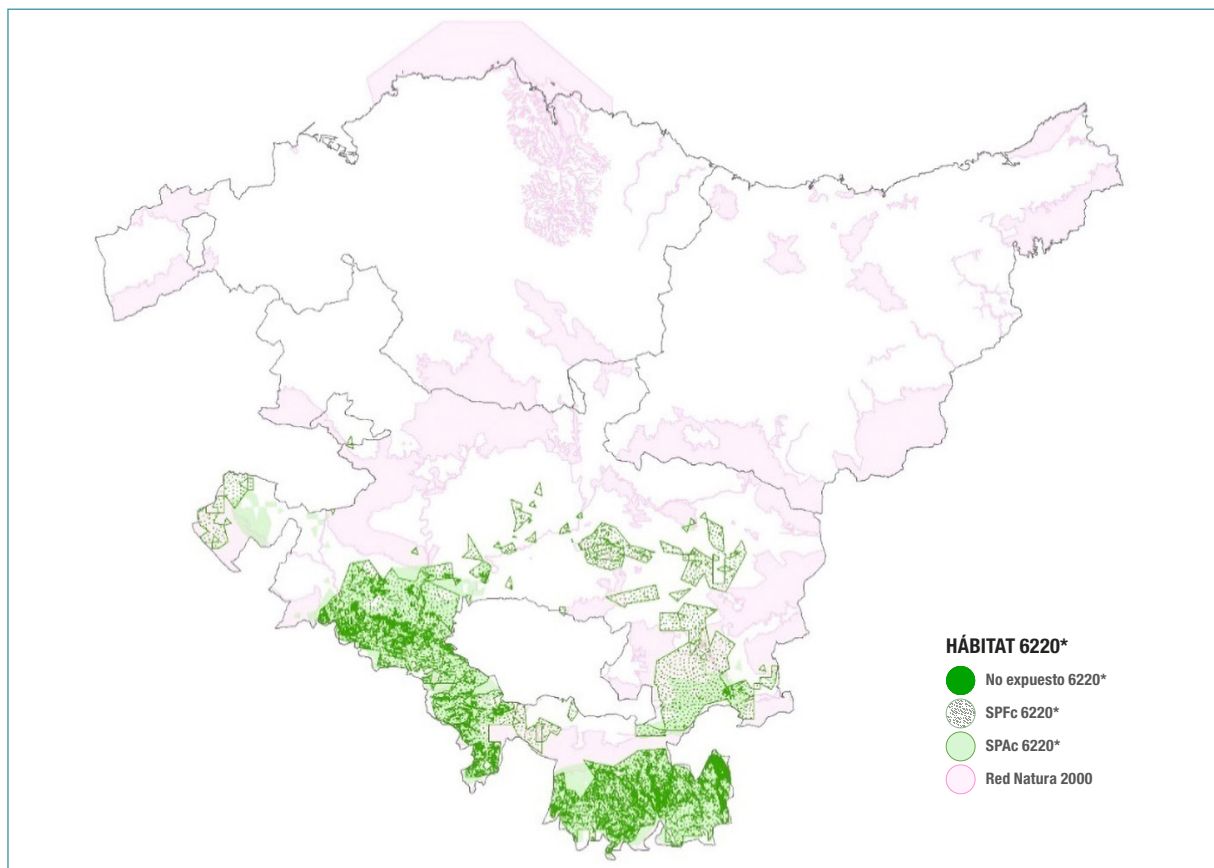 HÁBITAT 6220*
No expuesto 6220*
SPFc 6220*
SPAc 6220*
Red Natura 2000